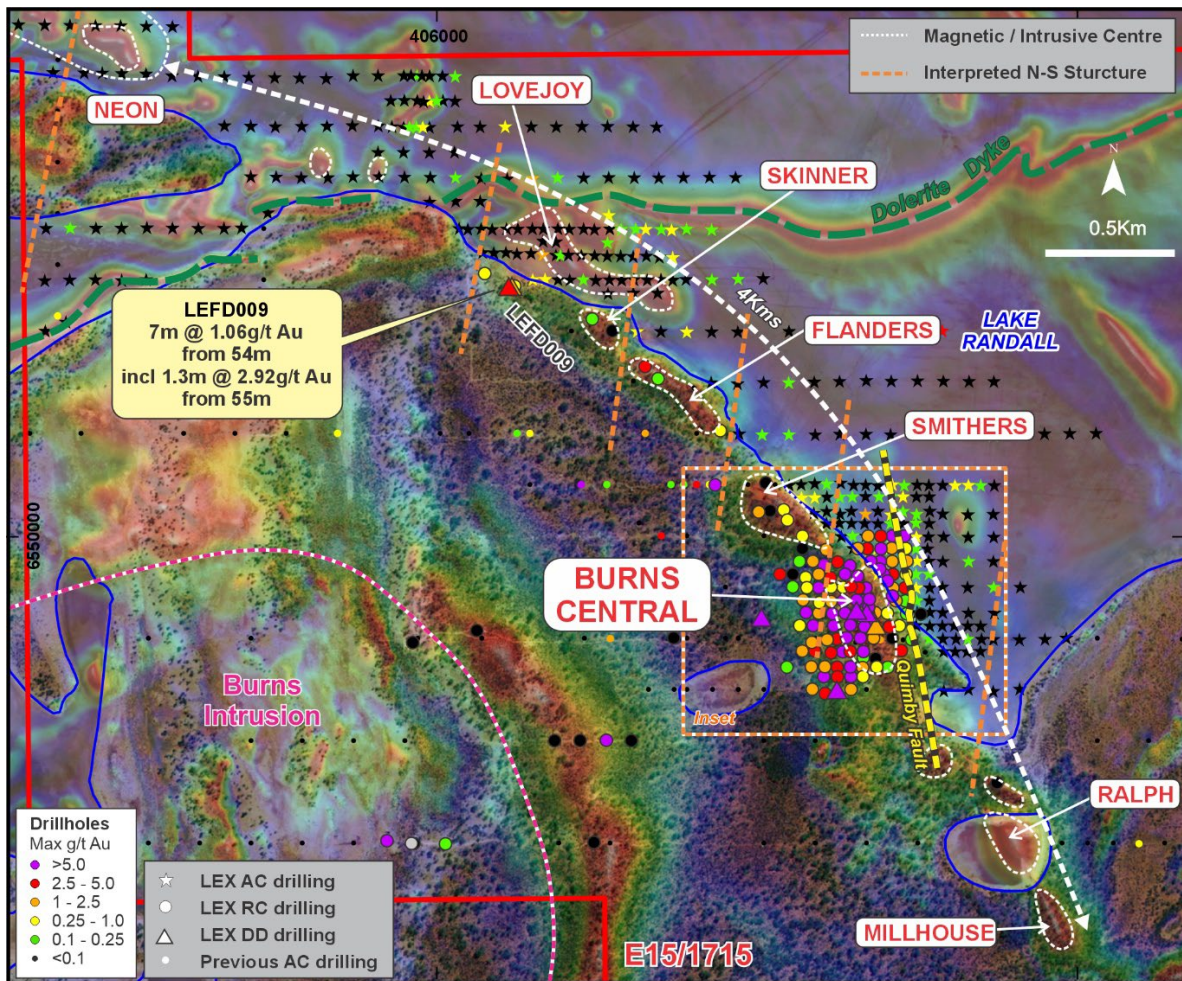 406000
Magnetic / Intrusive Centre
Interpreted N-S Sturcture
NEON
LOVEJOY
SKINNER
Dolerite Dyke
N
0.5Km
LEFD009
7m @ 1.06g/t Au
from 54m
incl 1.3m @ 2.92g/t Au
from 55m
LEFD009
4Kms
FLANDERS
LAKE
RANDALL
SMITHERS
6550000
BURNS
CENTRAL
Burns
Intrusion
Inset
Quimby Fault
RALPH
MILLHOUSE
E15/1715
Drillholes
Max g/t Au
>5.0
2.5 - 5.0
1 - 2.5
0.25 - 1.0
0.1 - 0.25
<0.1
LEX AC drilling
LEX RC drilling
LEX DD drilling
Previous AC drilling